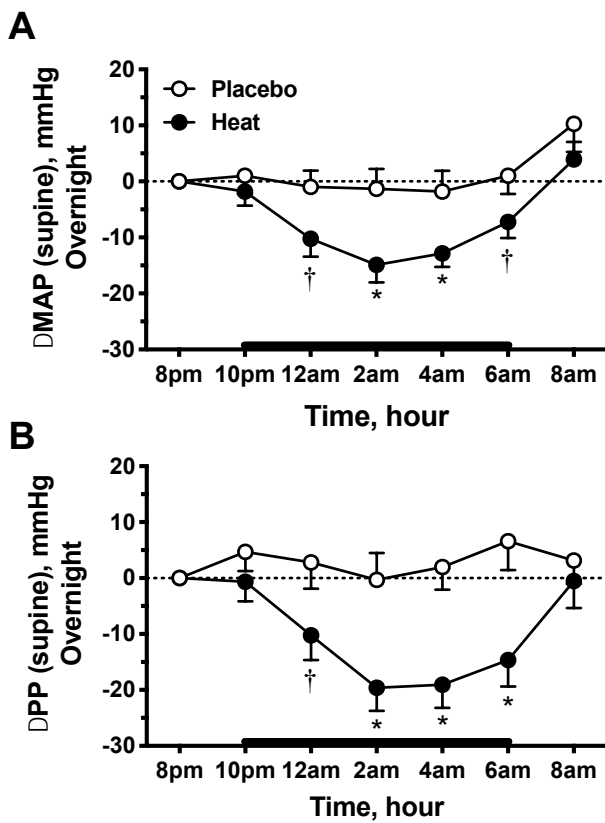 A
20
Placebo
Heat
10
0
-10
-20
-30
† * * †
▯MAP (supine), mmHg
Overnight
8pm 10pm 12am 2am 4am 6am 8am
Time, hour
B
20
10
0
-10
-20
-30
† * * *
▯PP (supine), mmHg
Overnight
8pm 10pm 12am 2am 4am 6am 8am
Time, hour